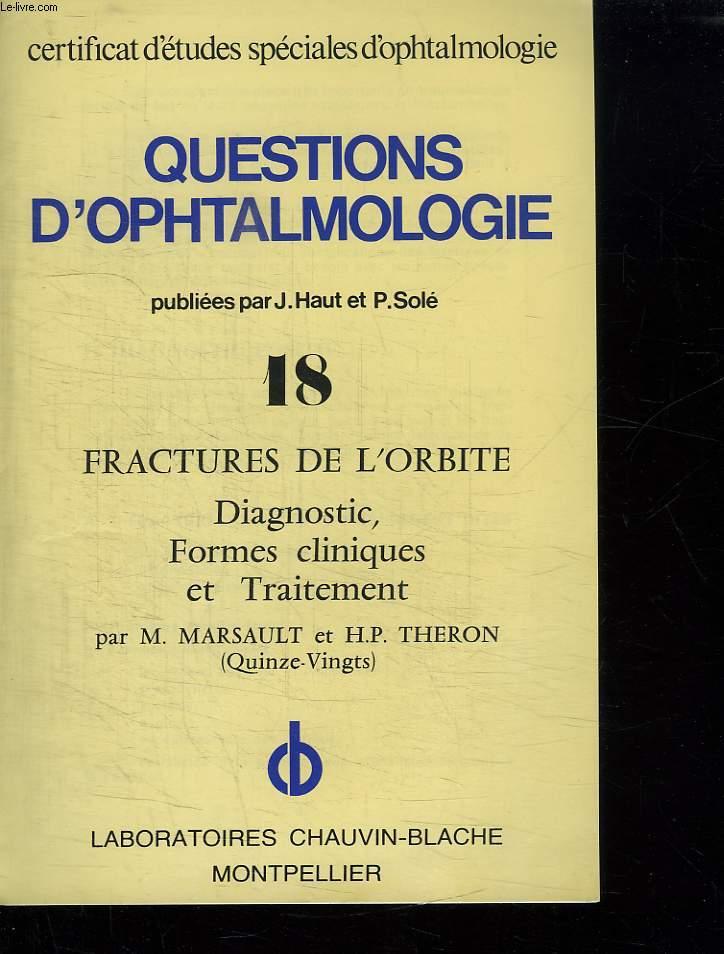 Le-livre.com
certificat d'études spéciales d'ophtalmologie
QUESTIONS
D'OPHTALMOLOGIE
publiées par J. Haut et P. Solé
18
FRACTURES DE L'ORBITE
Diagnostic,
Formes cliniques
et Traitement
par M. MARSAULT et H.P. THERON
(Quinze-Vingts)
cb
LABORATOIRES CHAUVIN-BLACHE
MONTPELLIER